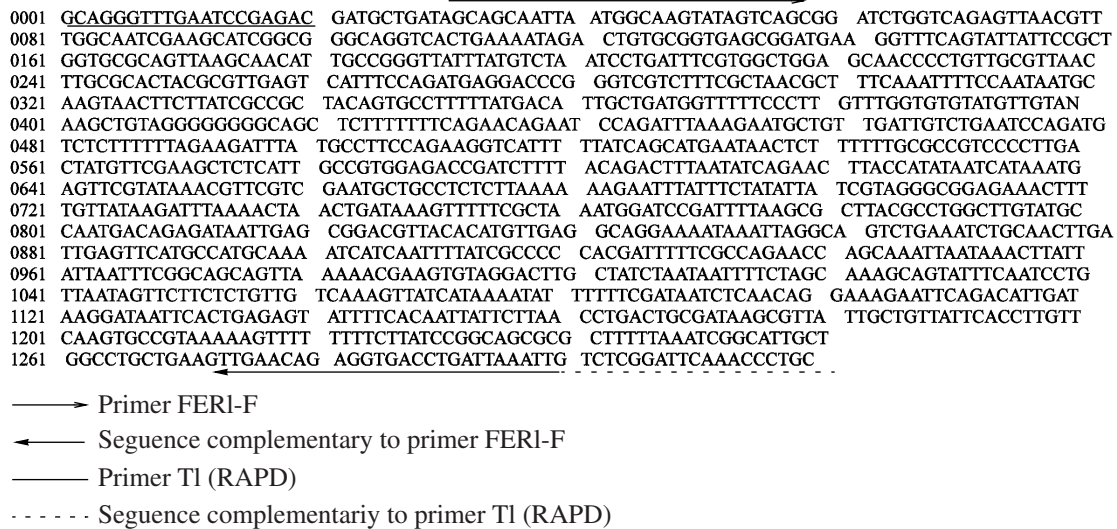 0001 GCAGGGTTTGAATCCGAGAC GATGCTGATAGCAGCAATTA ATGGCAAGTATAGTCAGCGG ATCTGGTCAGAGTTAACGTT
0081 TGGCAATCGAAGCATCGGCG GGCAGGTCACTGAAAATAGA CTGTGCGGTGAGCGGATGAA GGTTTCAGTATTATTCCGCT
0161 GGTGCGCAGTTAAGCAACAT TGCCGGGTTATTTATGTCTA ATCCTGATTTCGTGGCTGGA GCAACCCCTGTTGCGTTAAC
0241 TTGCGCACTACGCGTTGAGT CATTTCCAGATGAGGACCCG GGTCGTCTTTCGCTAACGCT TTCAAATTTTCCAATAATGC
0321 AAGTAACTTCTTATCGCCGC TACAGTGCCTTTTTATGACA TTGCTGATGGTTTTTCCCTT GTTTGGTGTGTATGTTGTAN
0401 AAGCTGTAGGGGGGGGCAGC TCTTTTTTTCAGAACAGAAT CCAGATTTAAAGAATGCTGT TGATTGTCTGAATCCAGATG
0481 TCTCTTTTTTAGAAGATTTA TGCCTTCCAGAAGGTCATTT TTATCAGCATGAATAACTCT TTTTTGCGCCGTCCCCTTGA
0561 CTATGTTCGAAGCTCTCATT GCCGTGGAGACCGATCTTTT ACAGACTTTAATATCAGAAC TTACCATATAATCATAAATG
0641 AGTTCGTATAAACGTTCGTC GAATGCTGCCTCTCTTAAAA AAGAATTTATTTCTATATTA TCGTAGGGCGGAGAAACTTT
0721 TGTTATAAGATTTAAAACTA ACTGATAAAGTTTTTCGCTA AATGGATCCGATTTTAAGCG CTTACGCCTGGCTTGTATGC
0801 CAATGACAGAGATAATTGAG CGGACGTTACACATGTTGAG GCAGGAAAATAAATTAGGCA GTCTGAAATCTGCAACTTGA
0881 TTGAGTTCATGCCATGCAAA ATCATCAATTTTATCGCCCC CACGATTTTTCGCCAGAACC AGCAAATTAATAAACTTATT
0961 ATTAATTTCGGCAGCAGTTA AAAACGAAGTGTAGGACTTG CTATCTAATAATTTTCTAGC AAAGCAGTATTTCAATCCTG
1041 TTAATAGTTCTTCTCTGTTG TCAAAGTTATCATAAAATAT TTTTTCGATAATCTCAACAG GAAAGAATTCAGACATTGAT
1121 AAGGATAATTCACTGAGAGT ATTTTCACAATTATTCTTAA CCTGACTGCGATAAGCGTTA TTGCTGTTATTCACCTTGTT
1201 CAAGTGCCGTAAAAAGTTTT TTTTCTTATCCGGCAGCGCG CTTTTTAAATCGGCATTGCT
1261 GGCCTGCTGAAGTTGAACAG AGGTGACCTGATTAAATTG TCTCGGATTCAAACCCTGC
Primer FERl-F
Seguence complementary to primer FERl-F
Primer Tl (RAPD)
Seguence complementariy to primer Tl (RAPD)